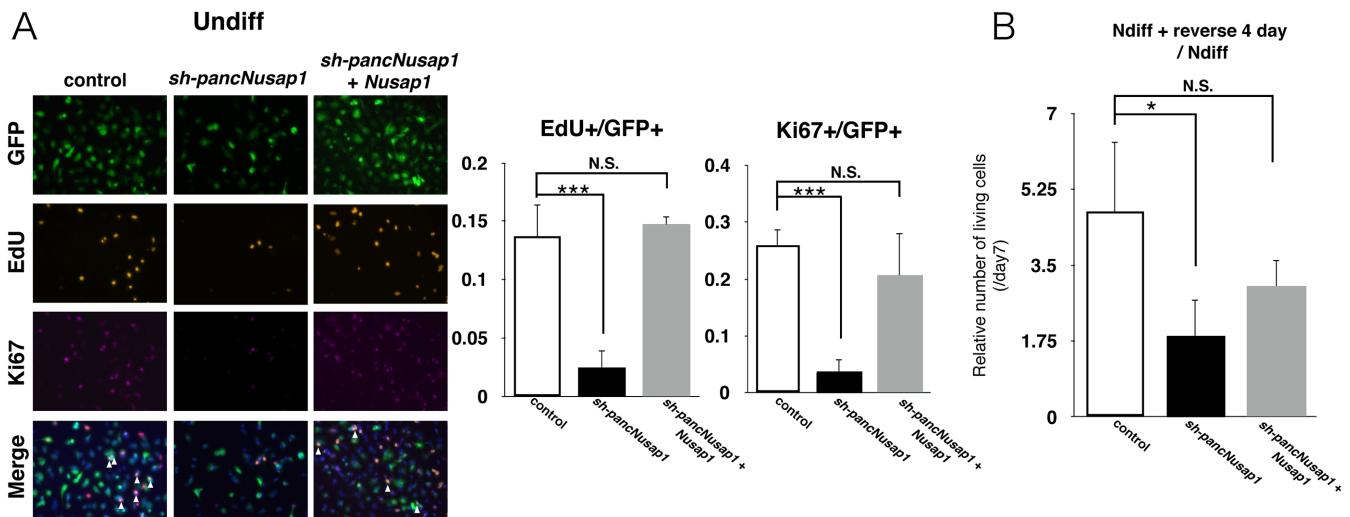 A
Undiff
control
sh-pancNusap1
sh-pancNusap1
+ Nusap1
GFP
EdU
Ki67
Merge
EdU+/GFP+
N.S.
***
0.2
0.15
0.1
0.05
0
control
sh-pancNusap1
sh-pancNusap1 +
Nusap1
Ki67+/GFP+
N.S.
***
0.4
0.3
0.2
0.1
0
control
sh-pancNusap1
sh-pancNusap1 +
Nusap1
B
Ndiff + reverse 4 day
/ Ndiff
N.S.
*
Relative number of living cells
(/day7)
7
5.25
3.5
1.75
0
control
sh-pancNusap1
sh-pancNusap1 +
Nusap1